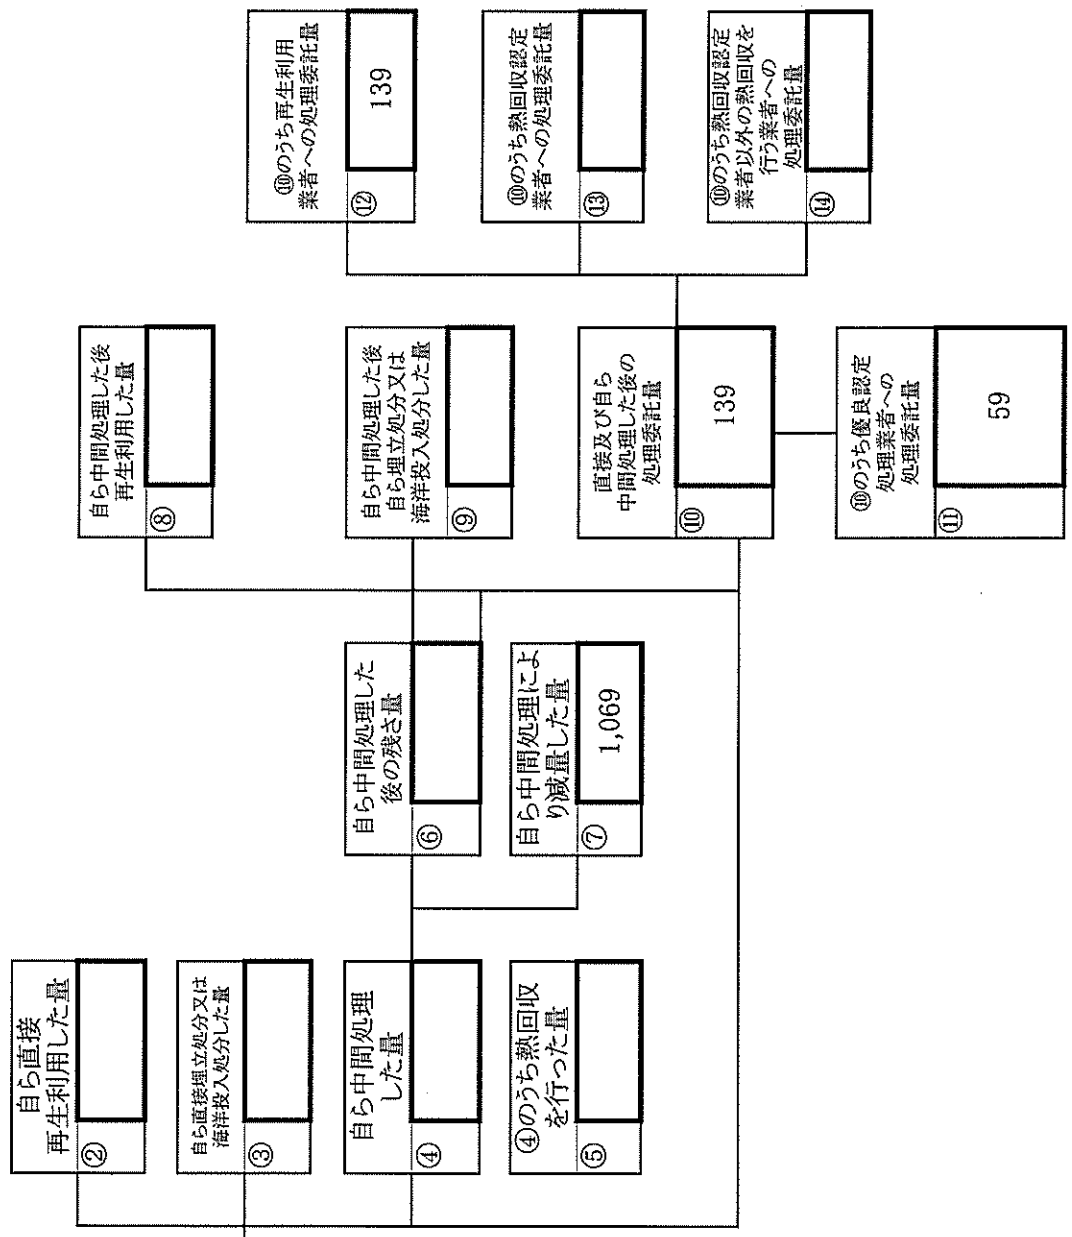 自ら直接
再生利用した量
②
自ら直接埋立処分又は
海洋投入処分した量
③
自ら中間処理
した量
④
④のうち熱回収
を行った量
⑤
自ら中間処理した
後の残さ量
⑥
自ら中間処理によ
り減量した量
⑦
1,069
自ら中間処理した後
再生利用した量
⑧
自ら中間処理した後
自ら埋立処分又は
海洋投入処分した量
⑨
直接及び自ら
中間処理した後の
処理委託量
⑩
139
⑩のうち優良認定
処理業者への
処理委託量
⑪
59
⑩のうち再生利用
業者への処理委託量
⑫
139
⑩のうち熱回収認定
業者への処理委託量
⑬
⑩のうち熱回収認定
業者以外の熱回収を
行う業者への
処理委託量
⑭